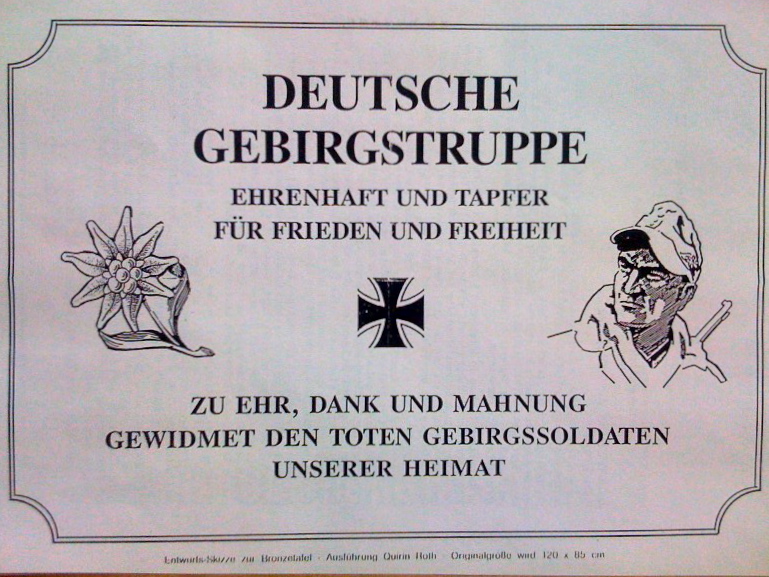 DEUTSCHE
GEBIRGSTRUPPE
EHRENHAFT UND TAPFER
FÜR FRIEDEN UND FREIHEIT
ZU EHR, DANK UND MAHNUNG
GEWIDMET DEN TOTEN GEBIRGSSOLDATEN
UNSERER HEIMAT
Entwurfs-Skizze zur Bronzetafel · Ausführung Quirin Roth · Originalgröße wird 120 x 85 cm